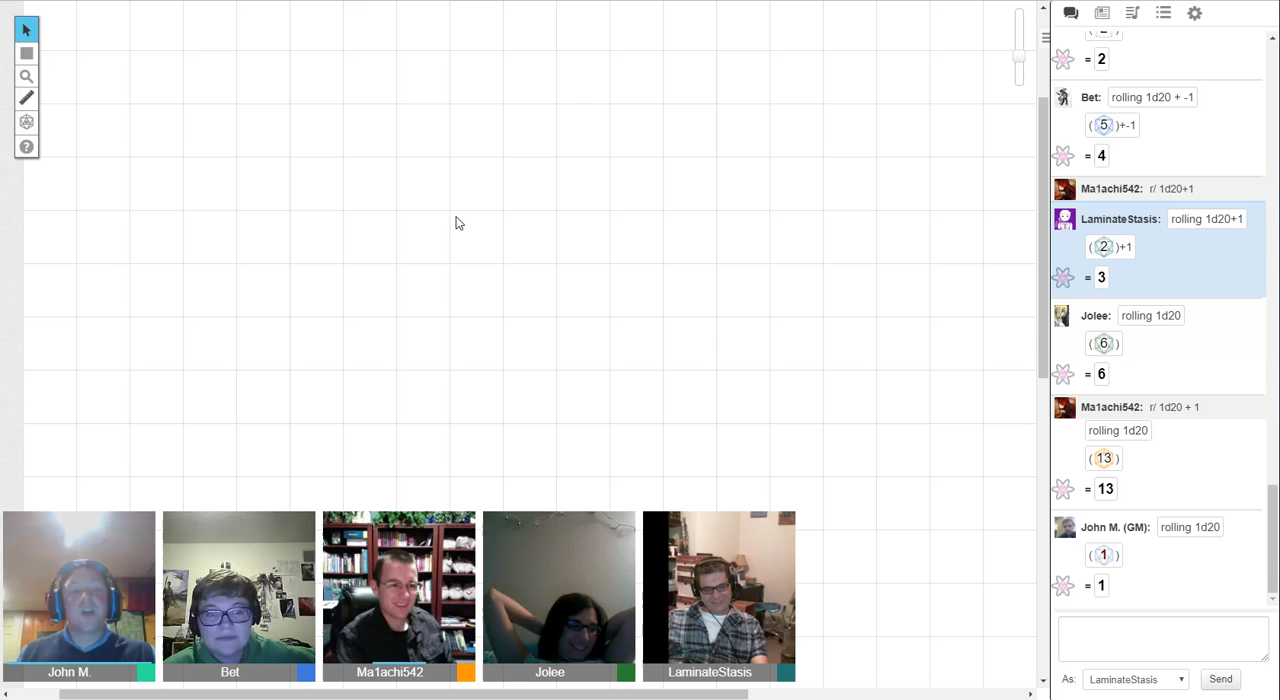 = 2
Bet: rolling 1d20 + -1
(5)+-1
= 4
Ma1achi542: r/ 1d20+1
LaminateStasis: rolling 1d20+1
(2)+1
= 3
Jolee: rolling 1d20
(6)
= 6
Ma1achi542: r/ 1d20 + 1
rolling 1d20
(13)
= 13
John M. (GM): rolling 1d20
(1)
= 1
As: LaminateStasis Send
John M. Bet Ma1achi542 Jolee LaminateStasis